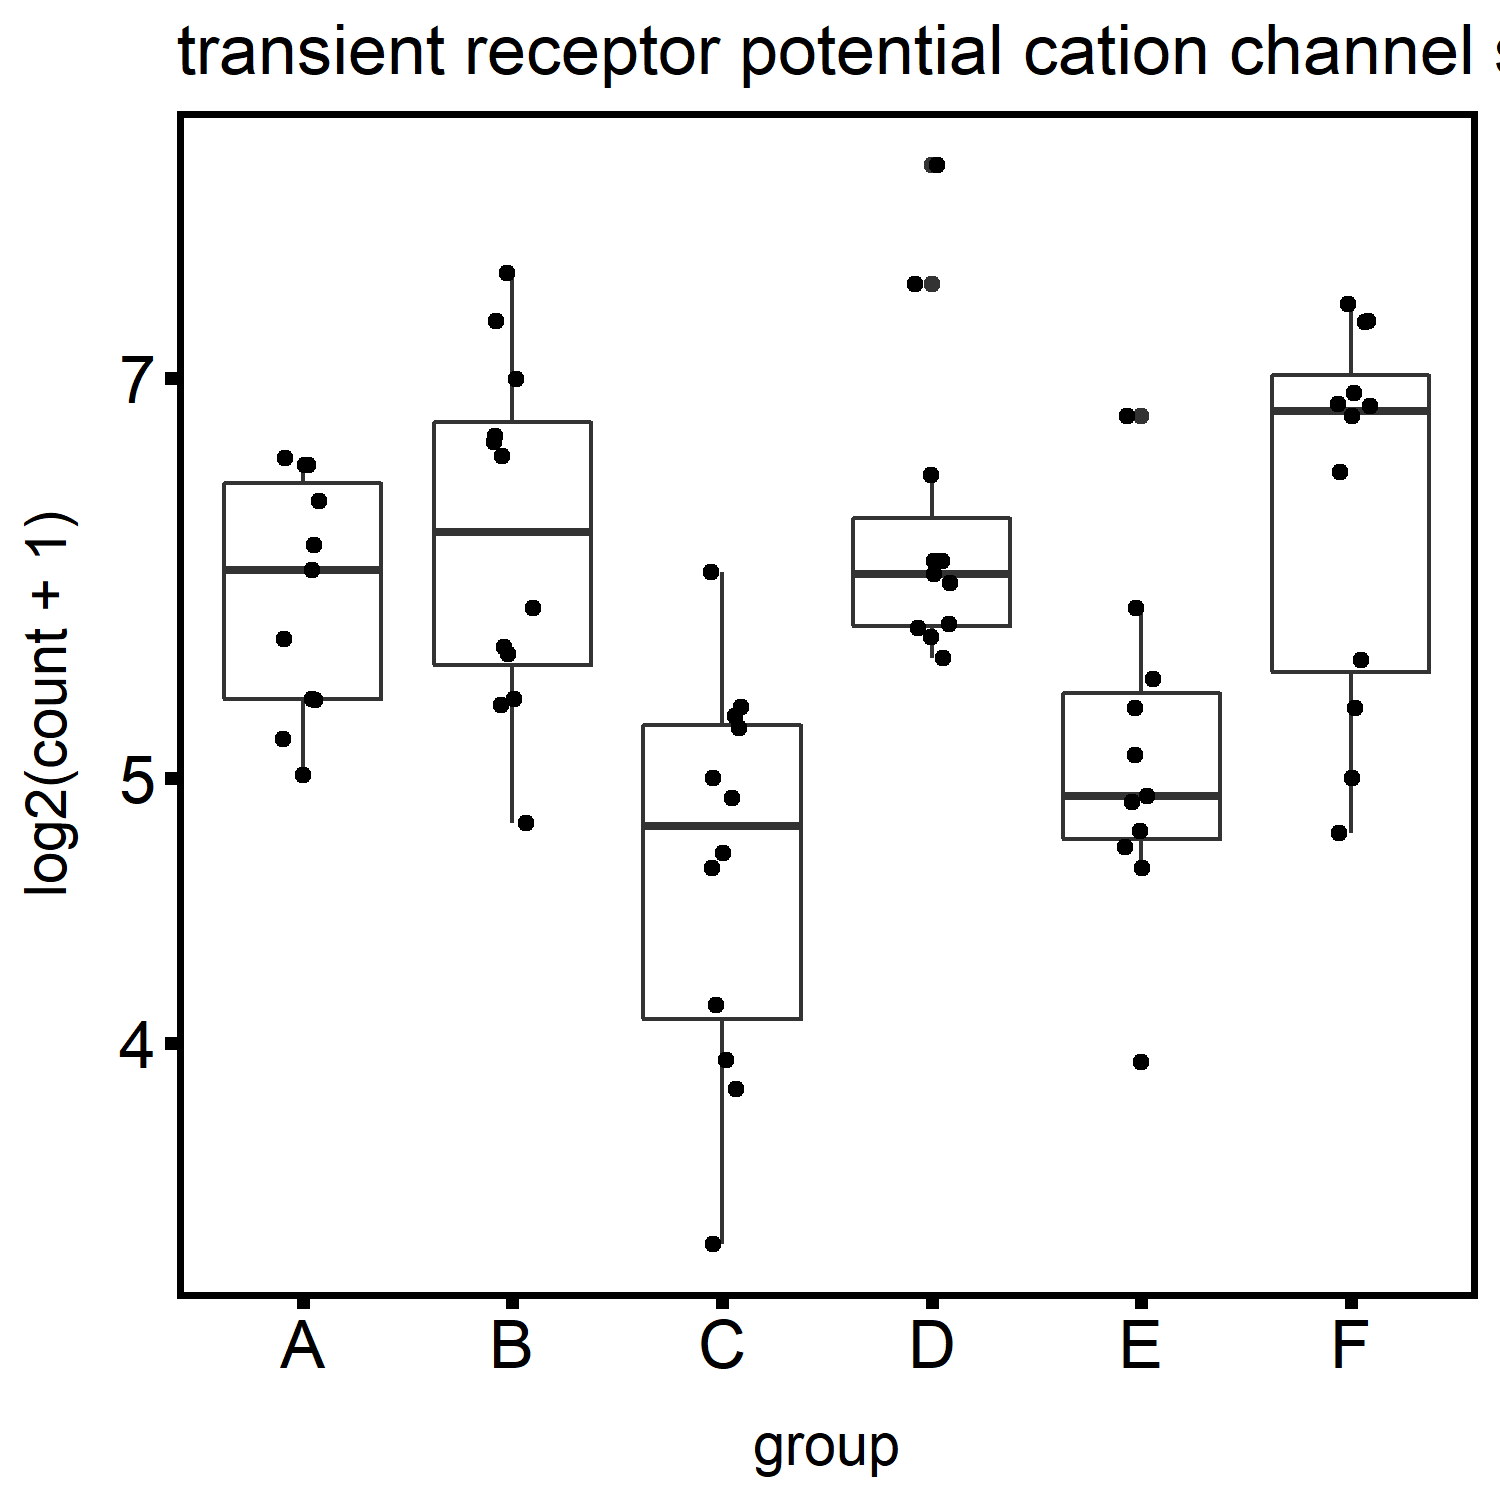 transient receptor potential cation channel
7
5
4
log2(count + 1)
A B C D E F
group